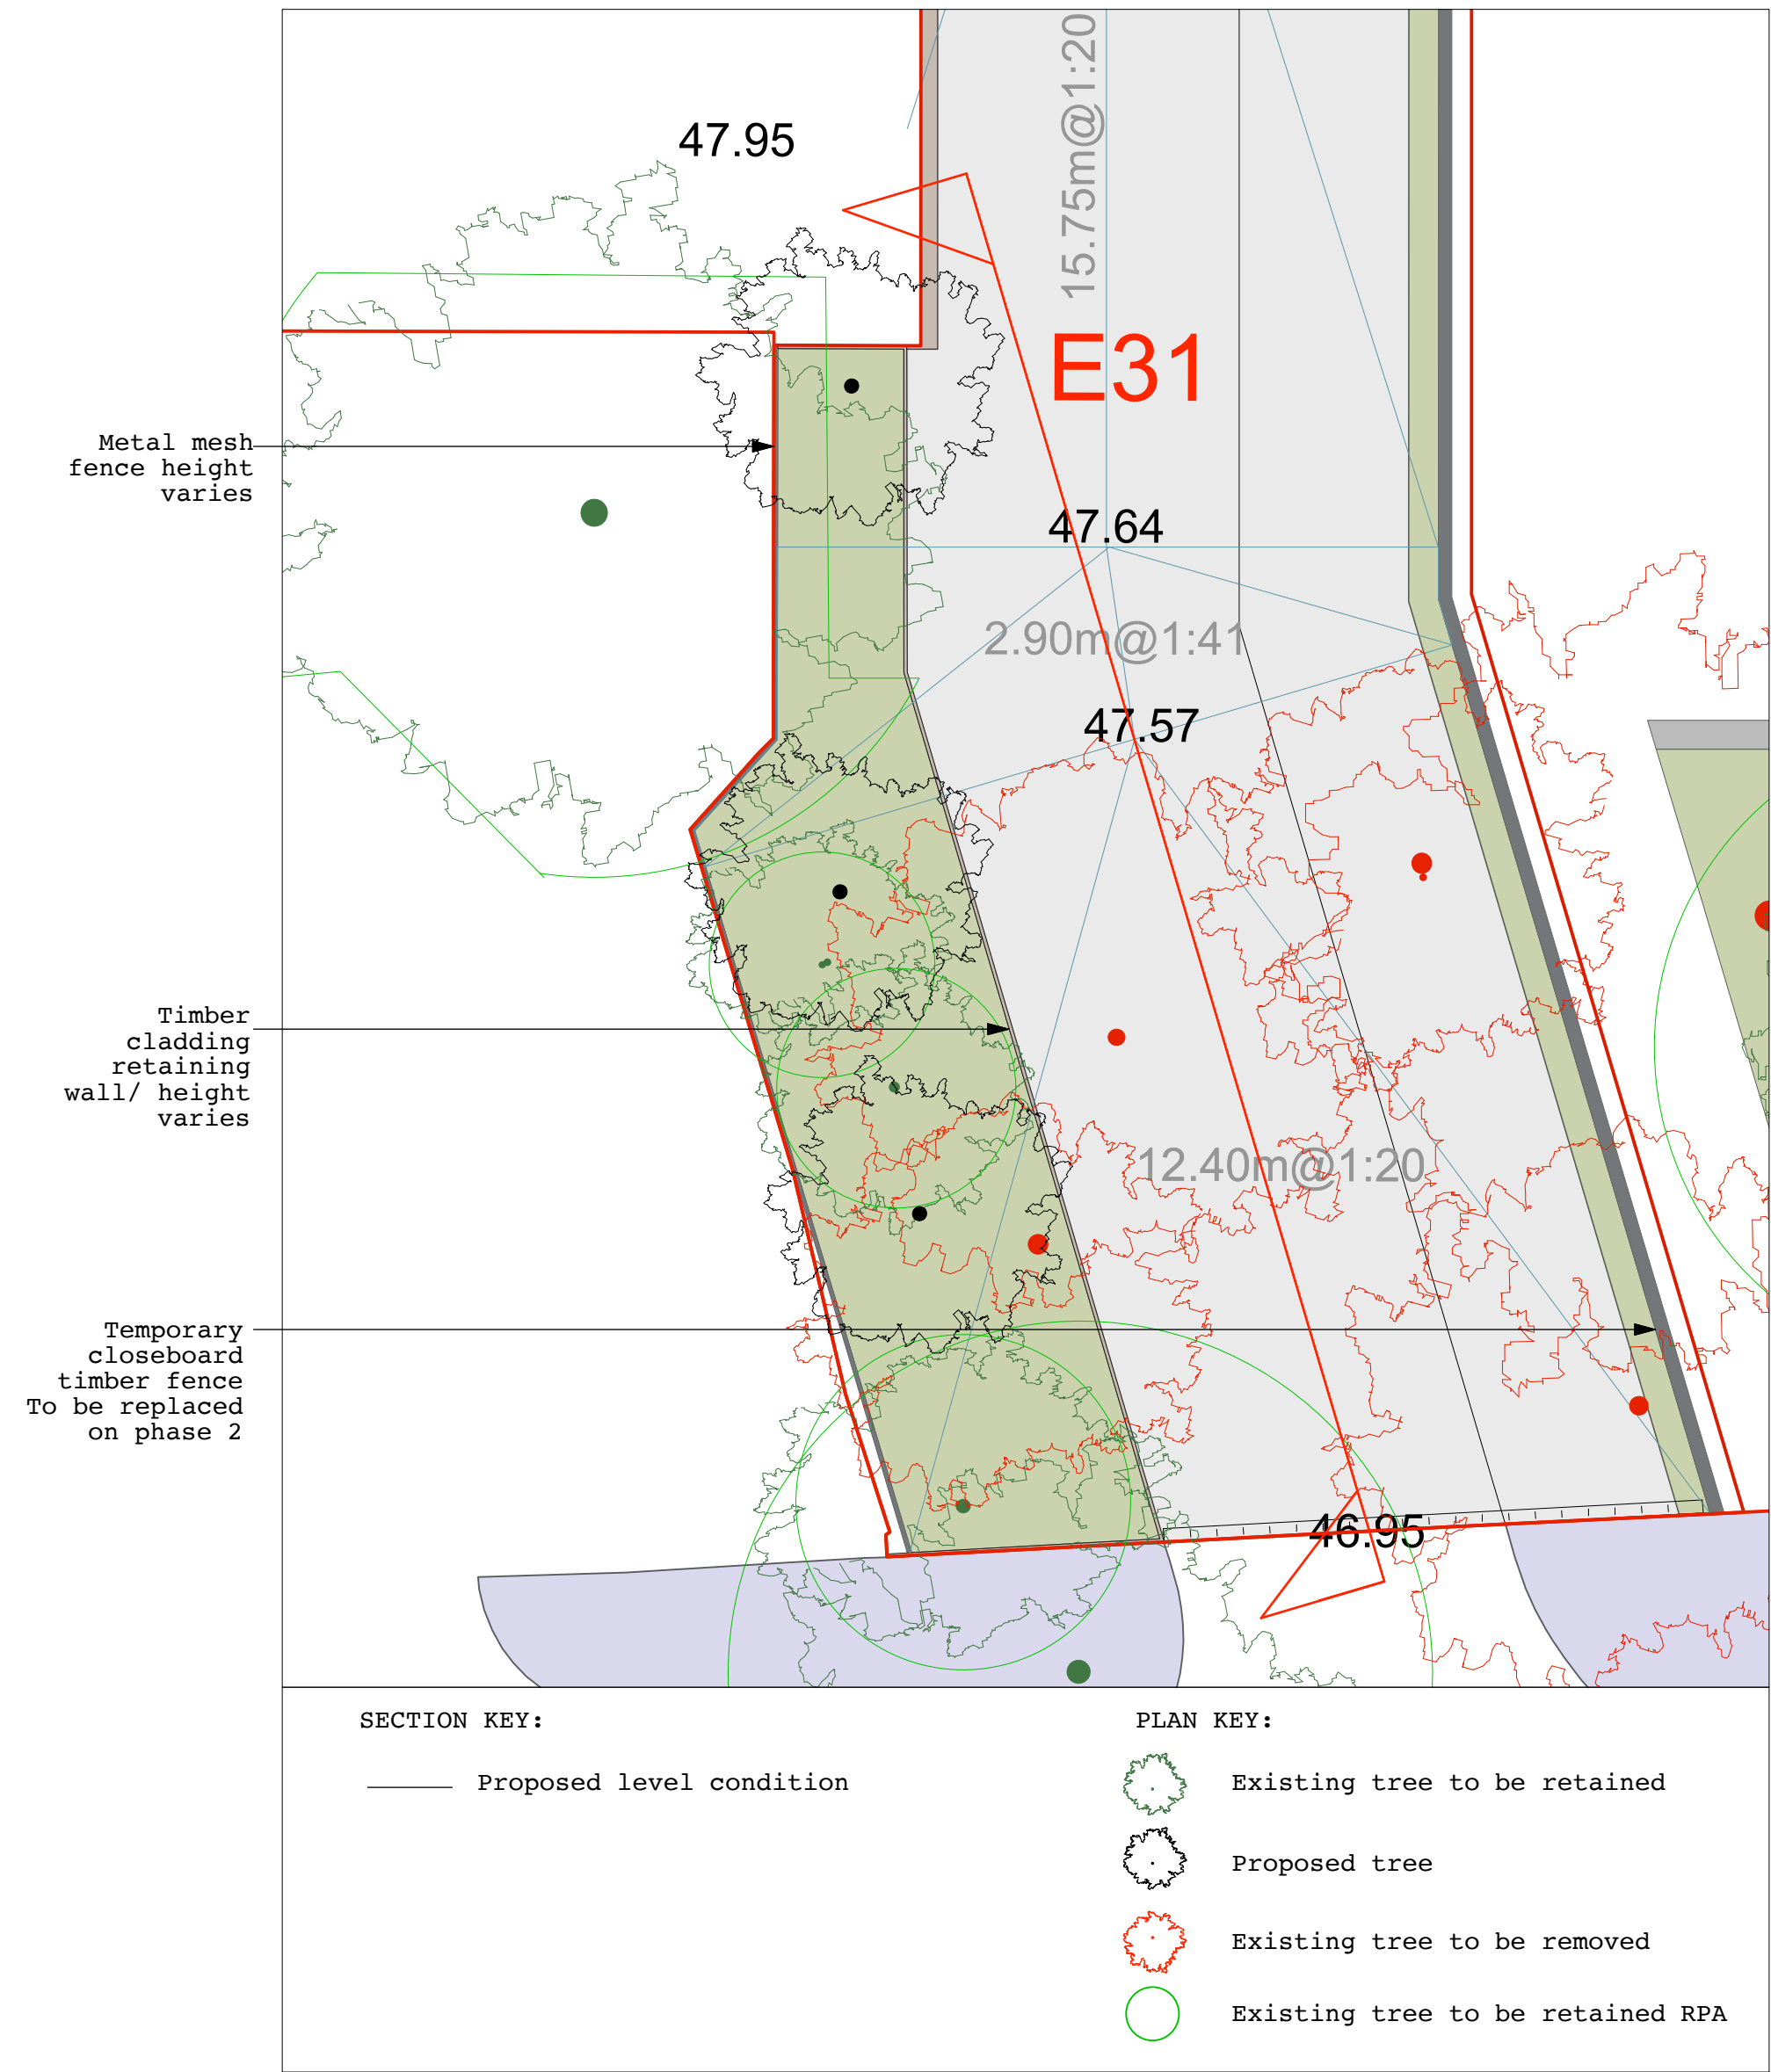 15.75m@1:20
47.95
E31
Metal mesh
fence height
varies
47.64
2.90m@1:41
47.57
Timber
cladding
retaining
wall/ height
varies
12.40m@1:20
Temporary
closeboard
timber fence
To be replaced
on phase 2
46.95
SECTION KEY:
Proposed level condition
PLAN KEY:
Existing tree to be retained
Proposed tree
Existing tree to be removed
Existing tree to be retained RPA